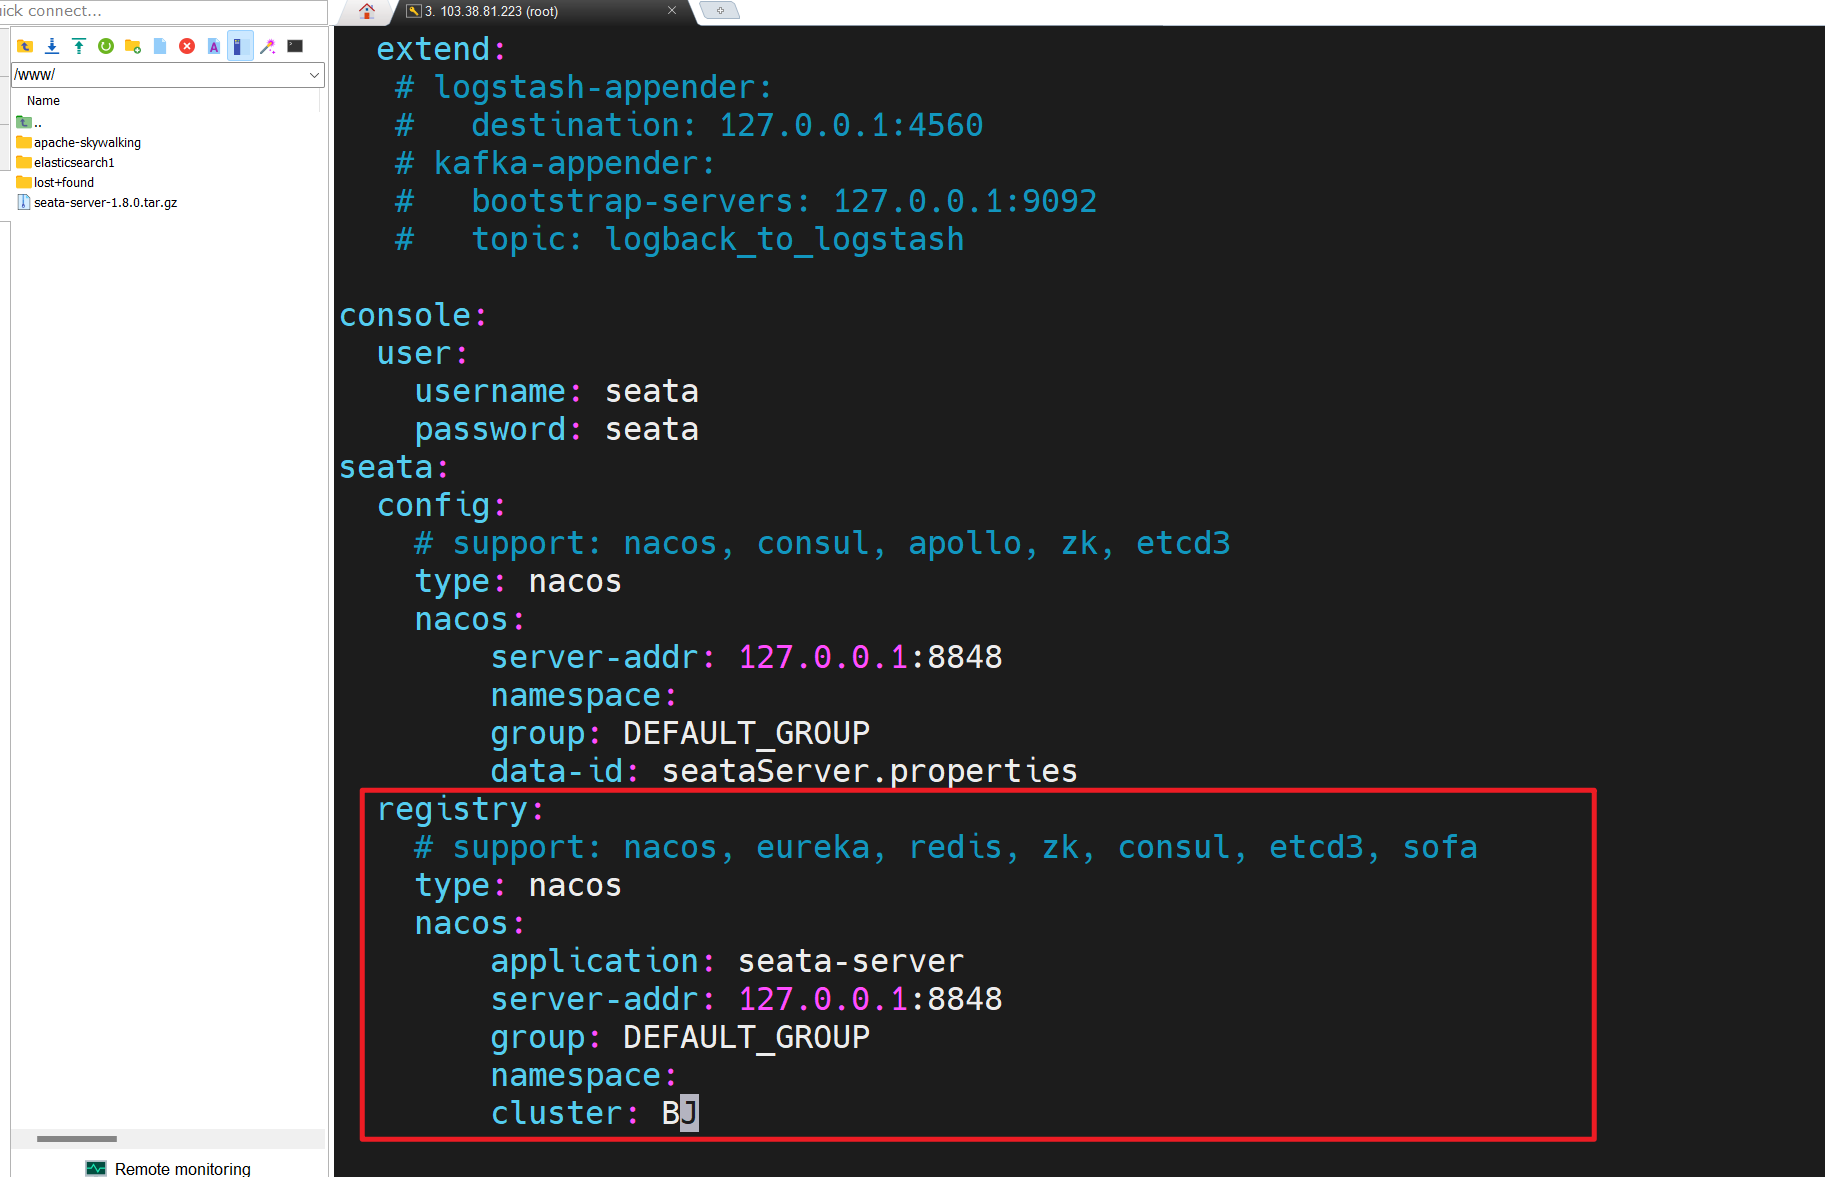 ick connect...
3. 103.38.81.223 (root)
/www/
Name
..
apache-skywalking
elasticsearch1
lost+found
seata-server-1.8.0.tar.gz
Remote monitoring
extend:
# logstash-appender:
#   destination: 127.0.0.1:4560
# kafka-appender:
#   bootstrap-servers: 127.0.0.1:9092
#   topic: logback_to_logstash
console:
user:
username: seata
password: seata
seata:
config:
# support: nacos, consul, apollo, zk, etcd3
type: nacos
nacos:
server-addr: 127.0.0.1:8848
namespace:
group: DEFAULT_GROUP
data-id: seataServer.properties
registry:
# support: nacos, eureka, redis, zk, consul, etcd3, sofa
type: nacos
nacos:
application: seata-server
server-addr: 127.0.0.1:8848
group: DEFAULT_GROUP
namespace:
cluster: BJ